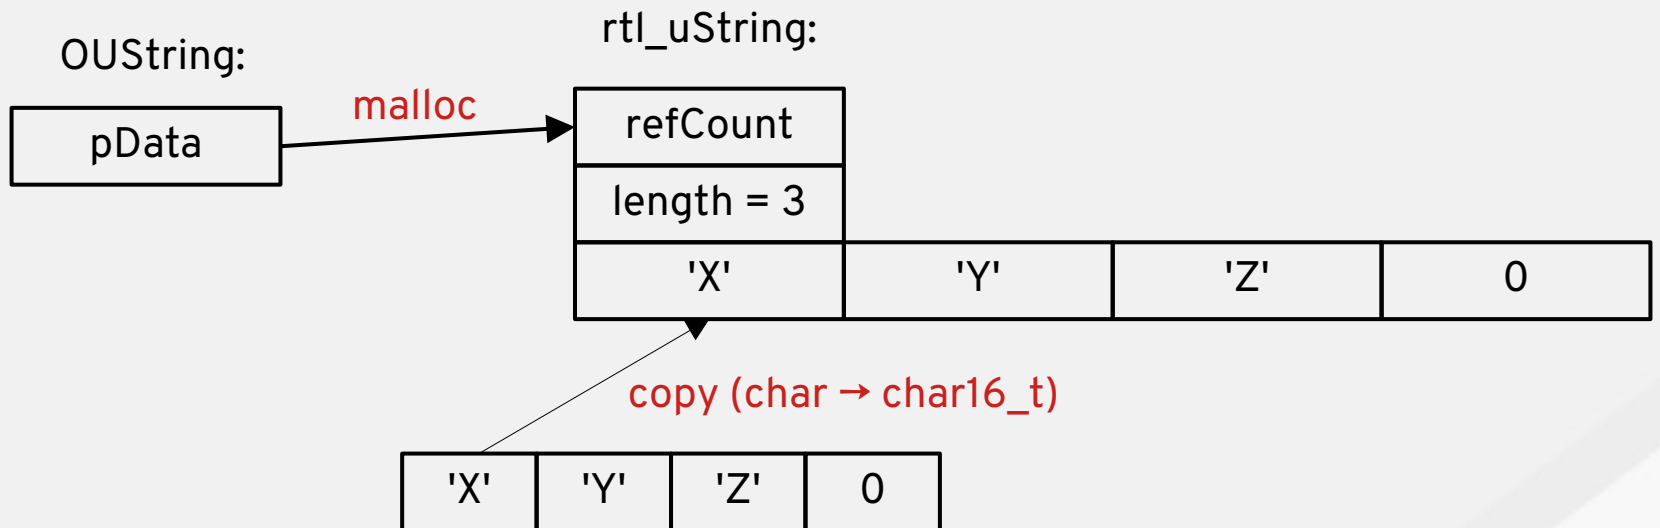 OUString:
rtl_uString:
malloc
pData
refCount
length = 3
'X' 'Y' 'Z' 0
copy (char → char16_t)
'X' 'Y' 'Z' 0